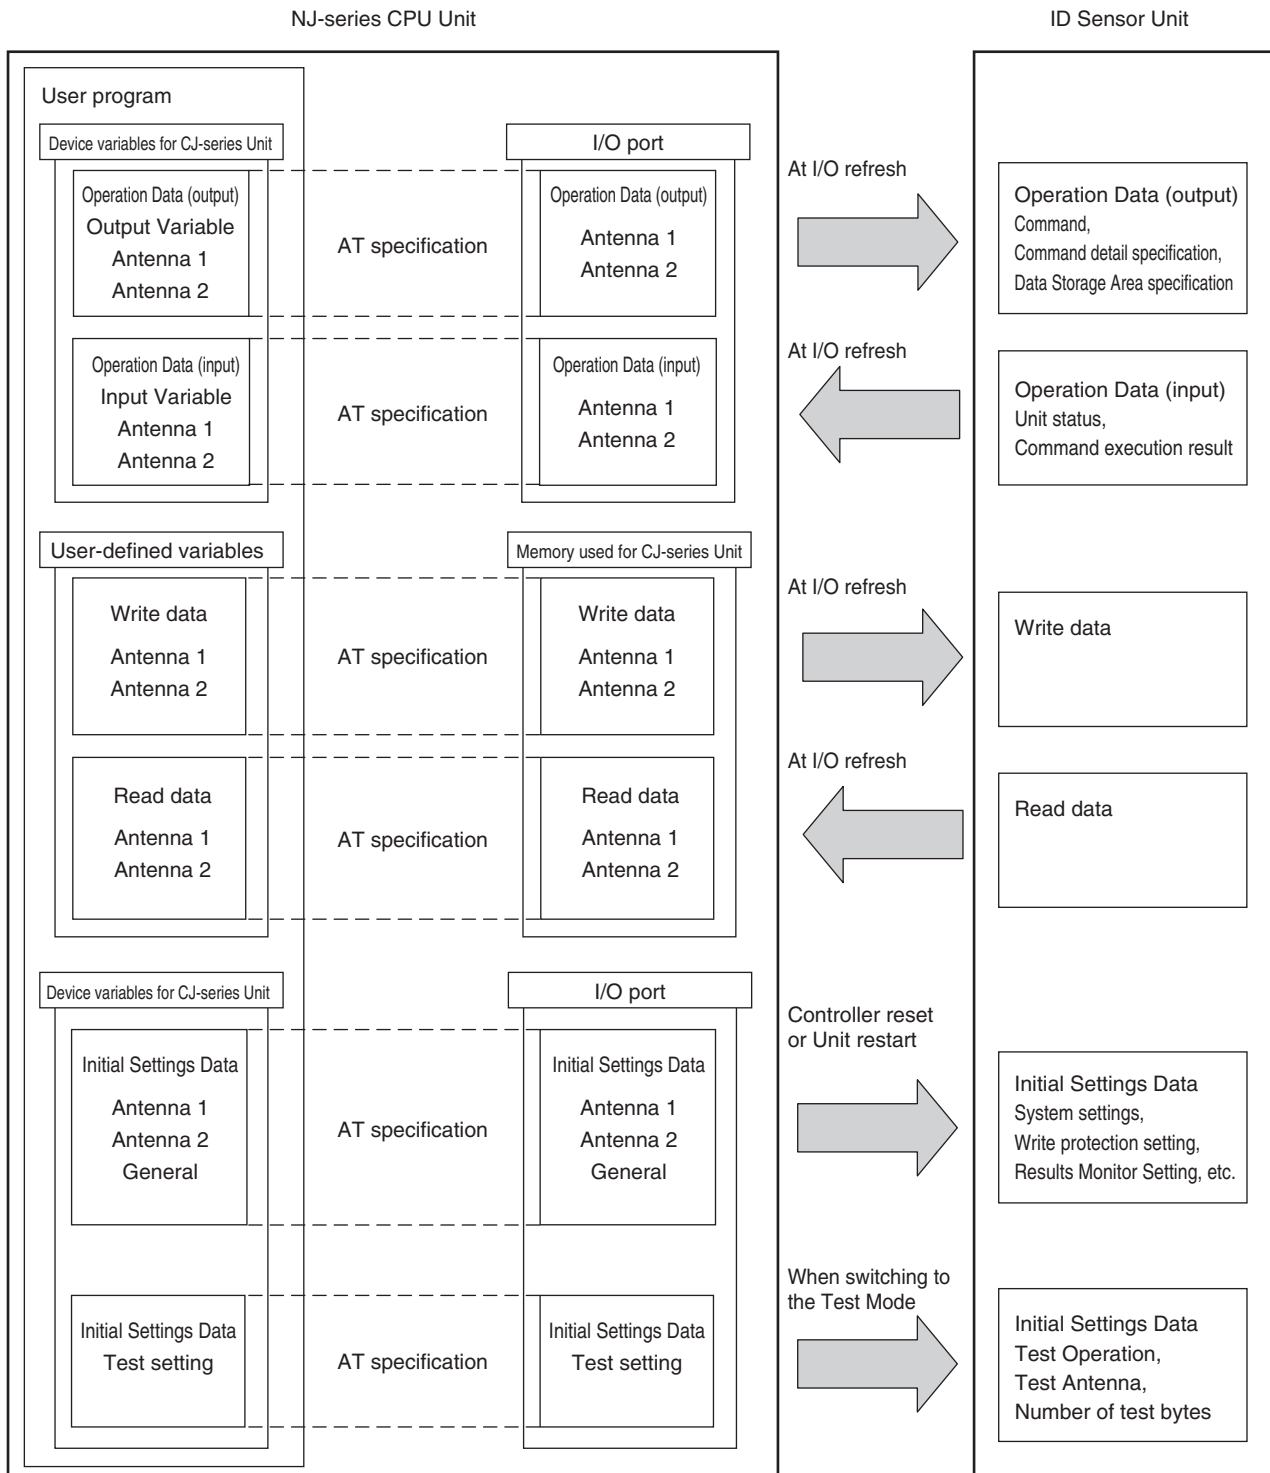 NJ-series CPU Unit
ID Sensor Unit
User program
Device variables for CJ-series Unit
I/O port
Operation Data (output)
Output Variable
Antenna 1
Antenna 2
AT specification
Operation Data (output)
Antenna 1
Antenna 2
At I/O refresh
Operation Data (output)
Command,
Command detail specification,
Data Storage Area specification
Operation Data (input)
Input Variable
Antenna 1
Antenna 2
AT specification
Operation Data (input)
Antenna 1
Antenna 2
At I/O refresh
Operation Data (input)
Unit status,
Command execution result
User-defined variables
Memory used for CJ-series Unit
Write data
Antenna 1
Antenna 2
AT specification
Write data
Antenna 1
Antenna 2
At I/O refresh
Write data
Read data
Antenna 1
Antenna 2
AT specification
Read data
Antenna 1
Antenna 2
At I/O refresh
Read data
Device variables for CJ-series Unit
I/O port
Initial Settings Data
Antenna 1
Antenna 2
General
AT specification
Initial Settings Data
Antenna 1
Antenna 2
General
Controller reset
or Unit restart
Initial Settings Data
System settings,
Write protection setting,
Results Monitor Setting, etc.
Initial Settings Data
Test setting
AT specification
Initial Settings Data
Test setting
When switching to
the Test Mode
Initial Settings Data
Test Operation,
Test Antenna,
Number of test bytes